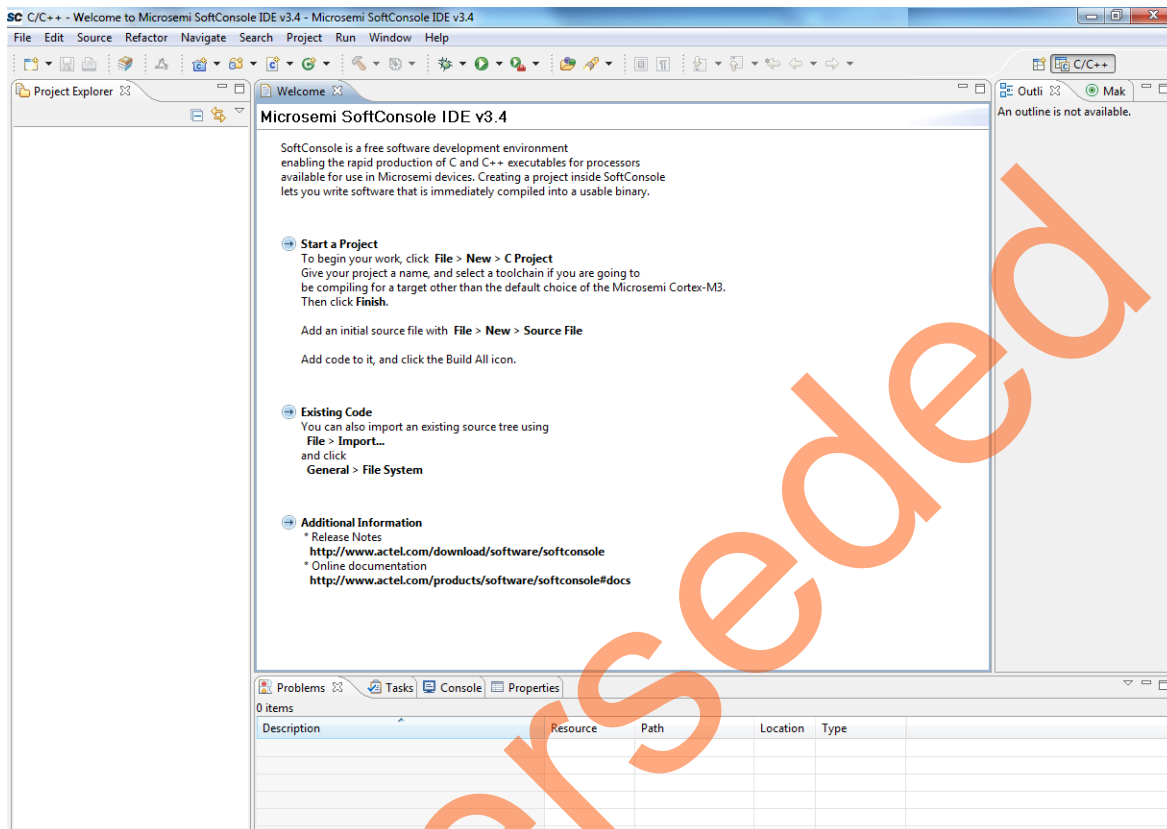 SC C/C++ - Welcome to Microsemi SoftConsole IDE v3.4 - Microsemi SoftConsole IDE v3.4
File Edit Source Refactor Navigate Search Project Run Window Help
C/C++
Project Explorer
Welcome
Outli Mak
Microsemi SoftConsole IDE v3.4
An outline is not available.
SoftConsole is a free software development environment
enabling the rapid production of C and C++ executables for processors
available for use in Microsemi devices. Creating a project inside SoftConsole
lets you write software that is immediately compiled into a usable binary.
Start a Project
To begin your work, click File > New > C Project
Give your project a name, and select a toolchain if you are going to
be compiling for a target other than the default choice of the Microsemi Cortex-M3.
Then click Finish.
Add an initial source file with File > New > Source File
Add code to it, and click the Build All icon.
Existing Code
You can also import an existing source tree using
File > Import...
and click
General > File System
Additional Information
* Release Notes
http://www.actel.com/download/software/softconsole
* Online documentation
http://www.actel.com/products/software/softconsole#docs
Problems Tasks Console Properties
0 items
Description Resource Path Location Type
erseded